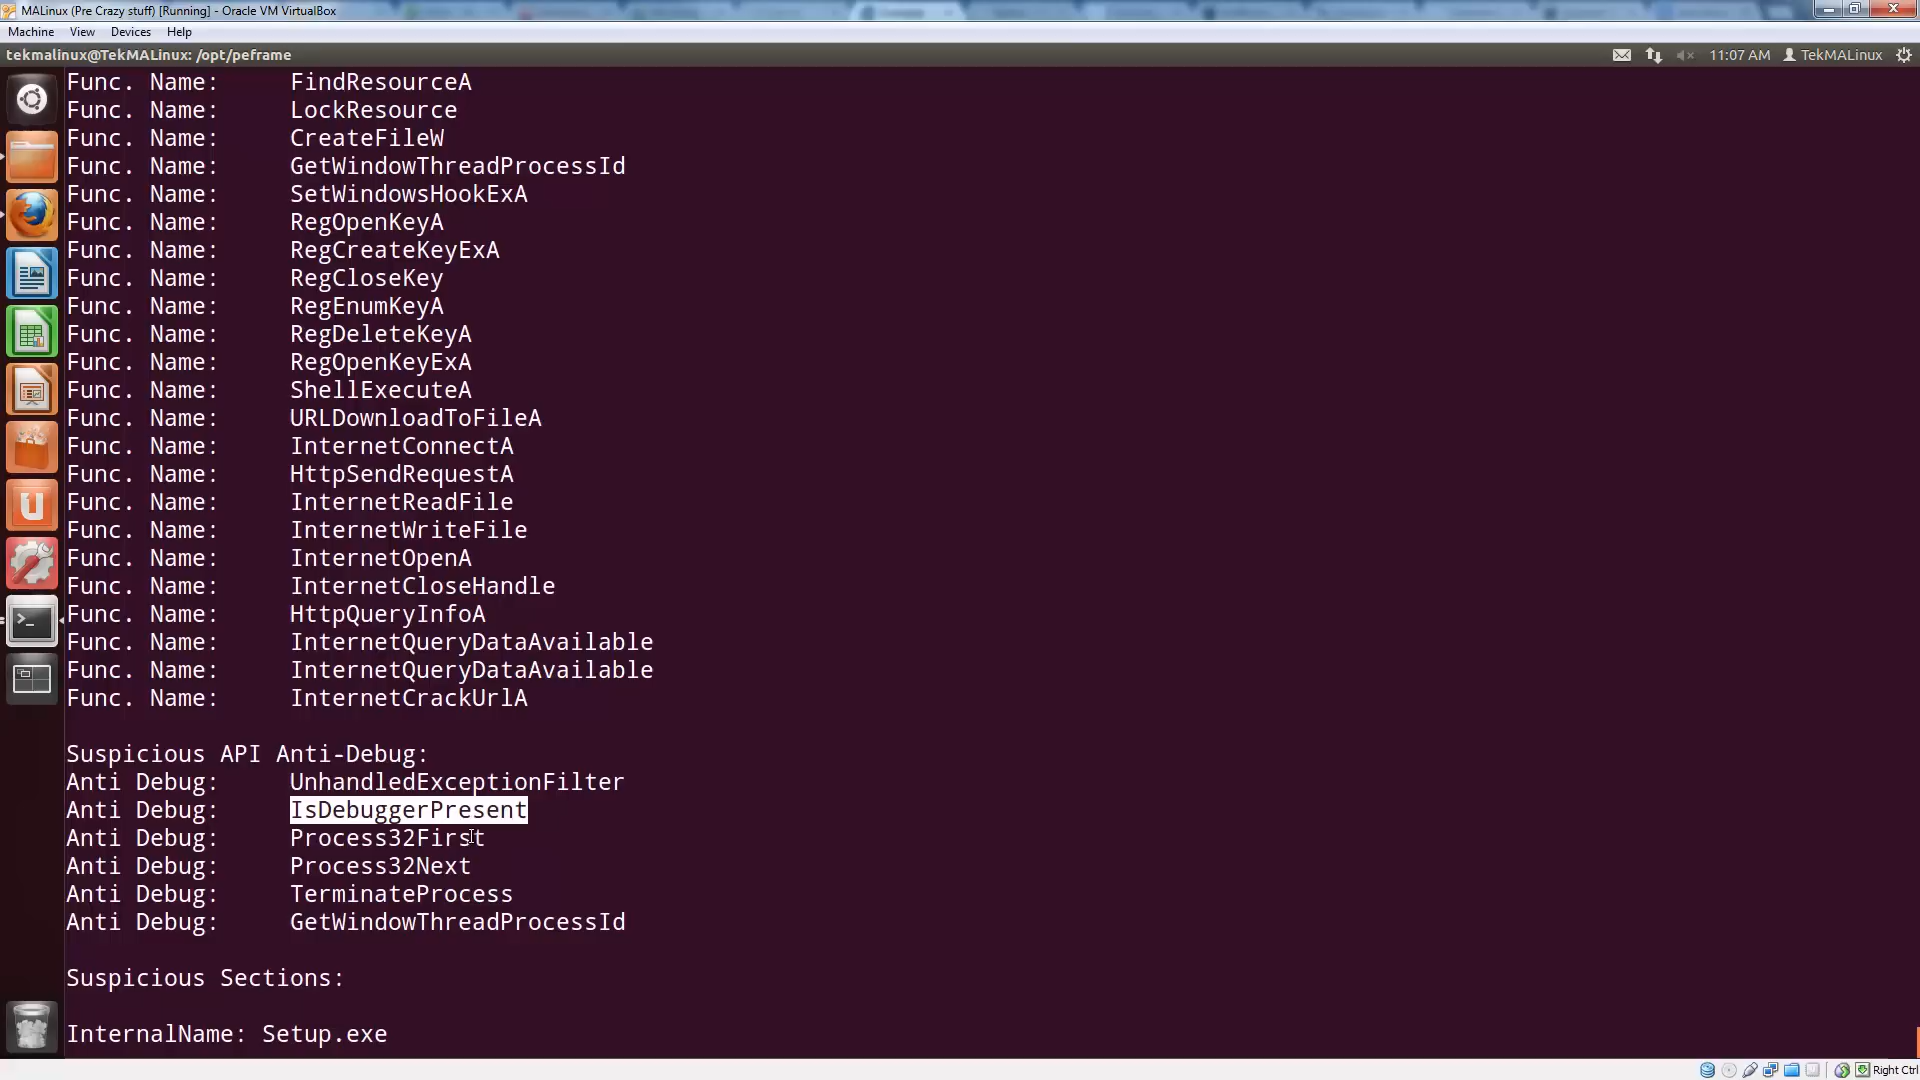 MALinux (Pre Crazy stuff) [Running] - Oracle VM VirtualBox
Machine View Devices Help
tekmalinux@TekMALinux: /opt/peframe 11:07 AM TekMALinux
Func. Name: FindResourceA
Func. Name: LockResource
Func. Name: CreateFileW
Func. Name: GetWindowThreadProcessId
Func. Name: SetWindowsHookExA
Func. Name: RegOpenKeyA
Func. Name: RegCreateKeyExA
Func. Name: RegCloseKey
Func. Name: RegEnumKeyA
Func. Name: RegDeleteKeyA
Func. Name: RegOpenKeyExA
Func. Name: ShellExecuteA
Func. Name: URLDownloadToFileA
Func. Name: InternetConnectA
Func. Name: HttpSendRequestA
Func. Name: InternetReadFile
Func. Name: InternetWriteFile
Func. Name: InternetOpenA
Func. Name: InternetCloseHandle
Func. Name: HttpQueryInfoA
Func. Name: InternetQueryDataAvailable
Func. Name: InternetQueryDataAvailable
Func. Name: InternetCrackUrlA
Suspicious API Anti-Debug:
Anti Debug: UnhandledExceptionFilter
Anti Debug: IsDebuggerPresent
Anti Debug: Process32First
Anti Debug: Process32Next
Anti Debug: TerminateProcess
Anti Debug: GetWindowThreadProcessId
Suspicious Sections:
InternalName: Setup.exe
Right Ctrl